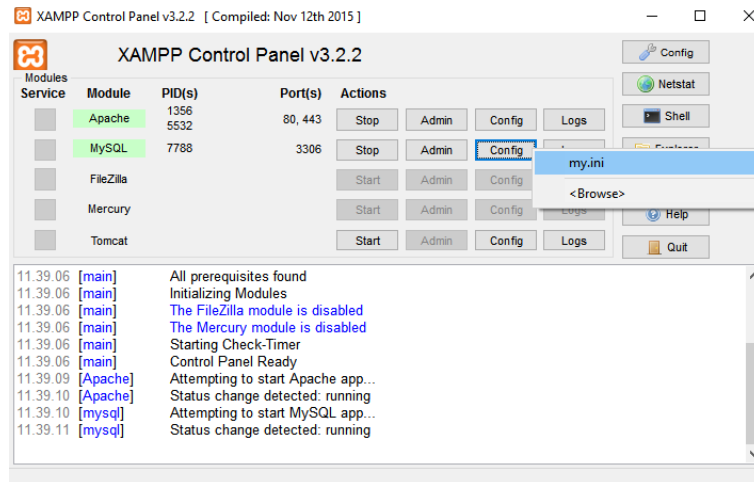 XAMPP Control Panel v3.2.2 [ Compiled: Nov 12th 2015 ]
XAMPP Control Panel v3.2.2
Config
Modules
Netstat
Service Module PID(s) Port(s) Actions
Apache 1356 5532 80, 443 Stop Admin Config Logs Shell
MySQL 7788 3306 Stop Admin Config
my.ini
FileZilla Start Admin Config
<Browse>
Mercury Start Admin Config Logs Help
Tomcat Start Admin Config Logs Quit
11.39.06 [main] All prerequisites found
11.39.06 [main] Initializing Modules
11.39.06 [main] The FileZilla module is disabled
11.39.06 [main] The Mercury module is disabled
11.39.06 [main] Starting Check-Timer
11.39.06 [main] Control Panel Ready
11.39.09 [Apache] Attempting to start Apache app...
11.39.10 [Apache] Status change detected: running
11.39.10 [mysql] Attempting to start MySQL app...
11.39.11 [mysql] Status change detected: running